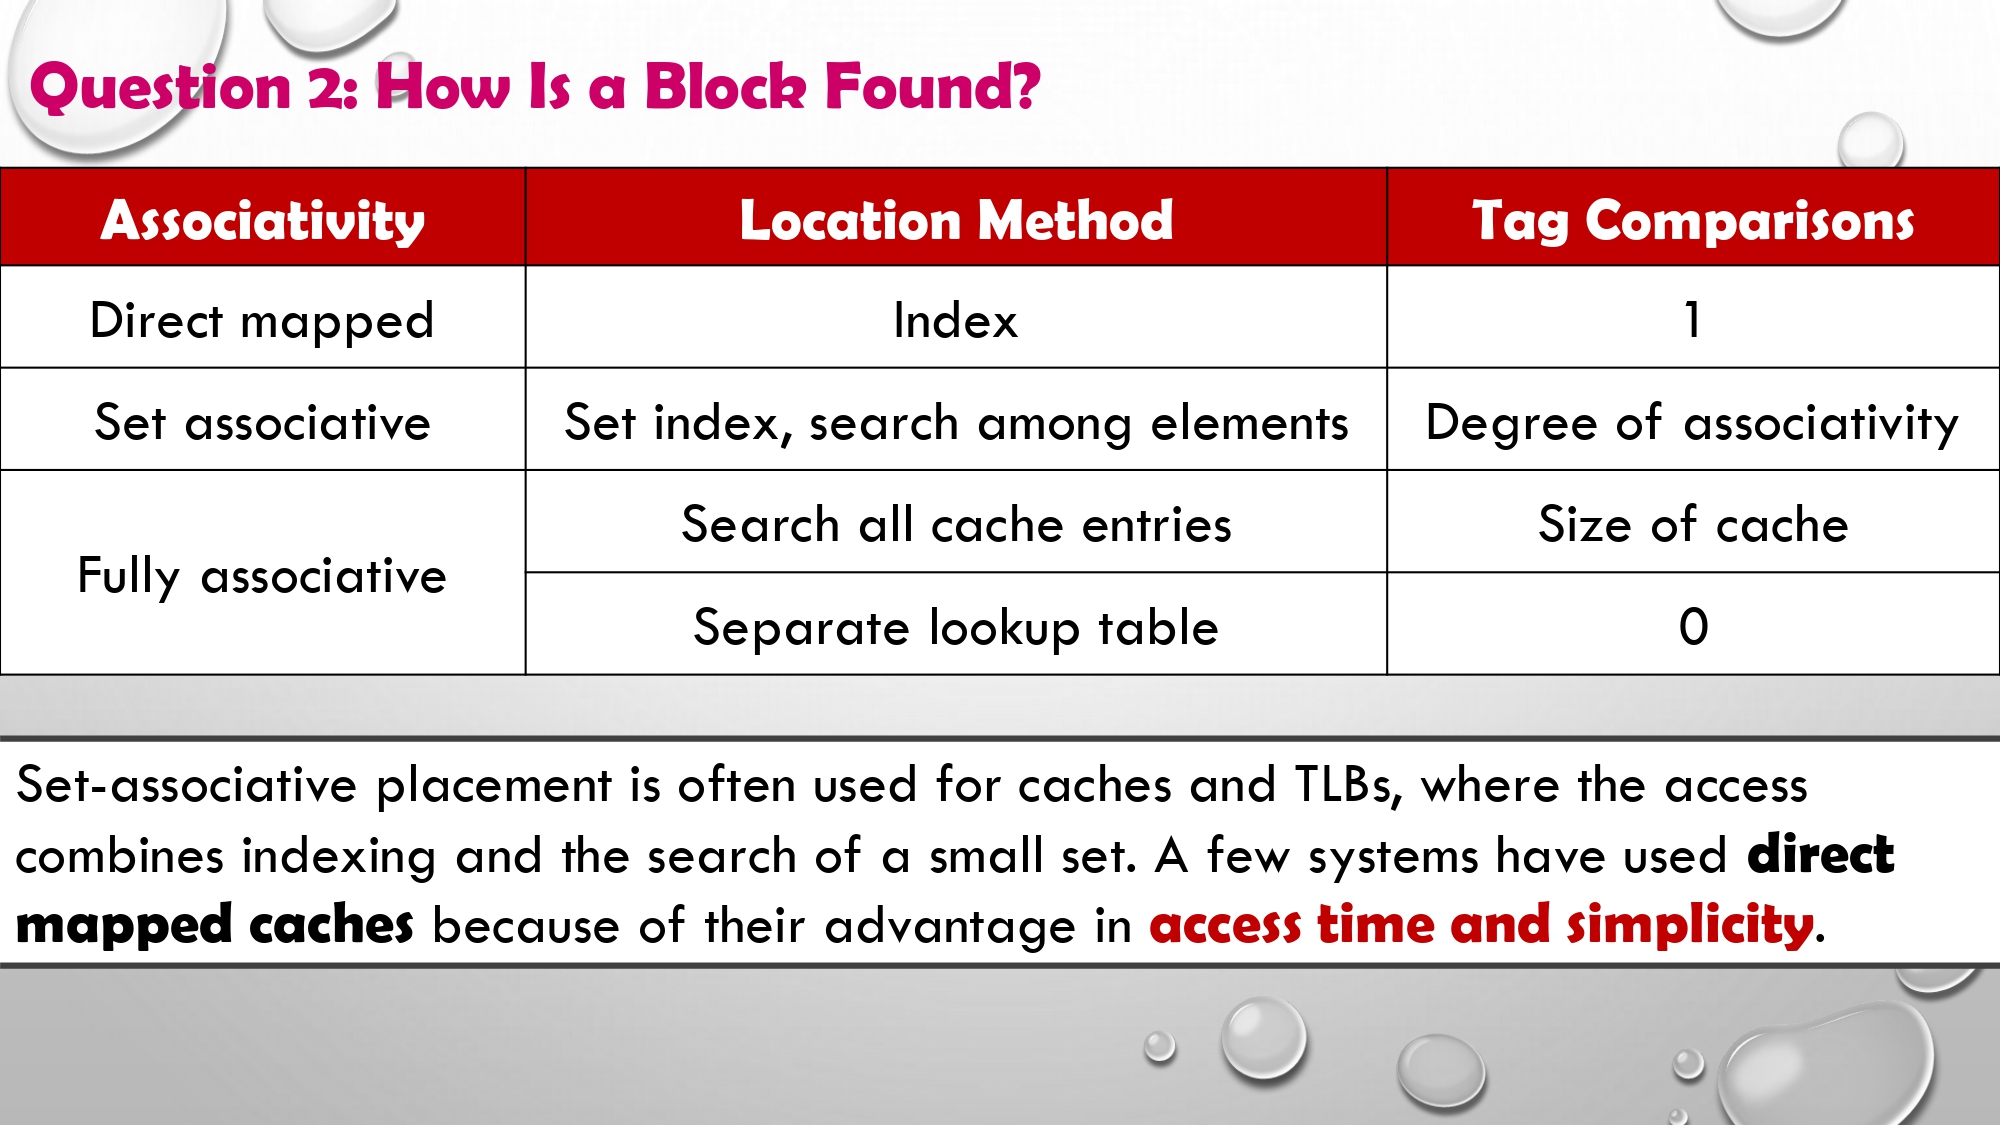 Question 2: How Is a Block Found?
Associativity Location Method Tag Comparisons
Direct mapped Index 1
Set associative Set index, search among elements Degree of associativity
Fully associative
Search all cache entries Size of cache
Separate lookup table 0
Set-associative placement is often used for caches and TLBs, where the access
combines indexing and the search of a small set. A few systems have used direct
mapped caches because of their advantage in access time and simplicity.